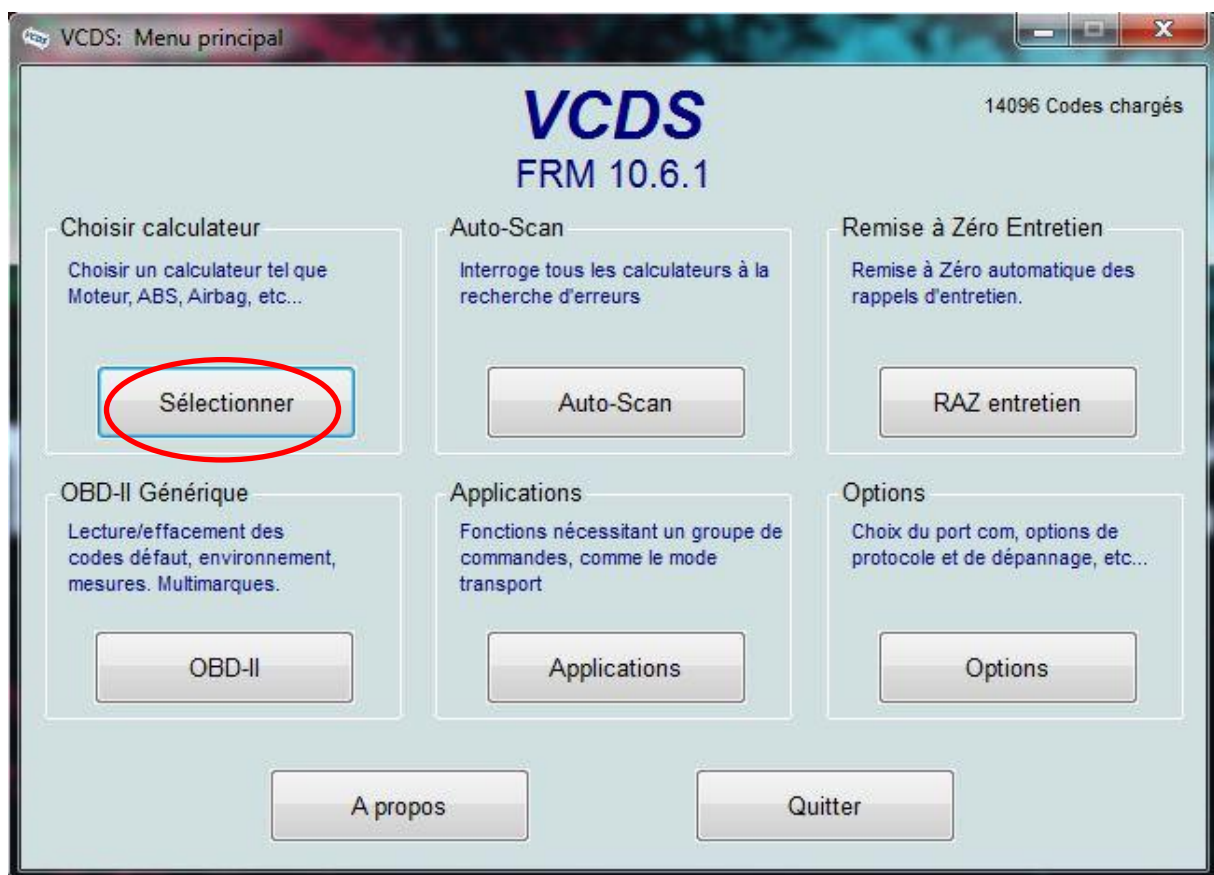 VCDS: Menu principal
VCDS
14096 Codes chargés
FRM 10.6.1
Choisir calculateur
Choisir un calculateur tel que
Moteur, ABS, Airbag, etc...
Sélectionner
Auto-Scan
Interroge tous les calculateurs à la
recherche d'erreurs
Auto-Scan
Remise à Zéro Entretien
Remise à Zéro automatique des
rappels d'entretien.
RAZ entretien
OBD-II Générique
Lecture/effacement des
codes défaut, environnement,
mesures. Multimarques.
OBD-II
Applications
Fonctions nécessitant un groupe de
commandes, comme le mode
transport
Applications
Options
Choix du port com, options de
protocole et de dépannage, etc...
Options
A propos
Quitter